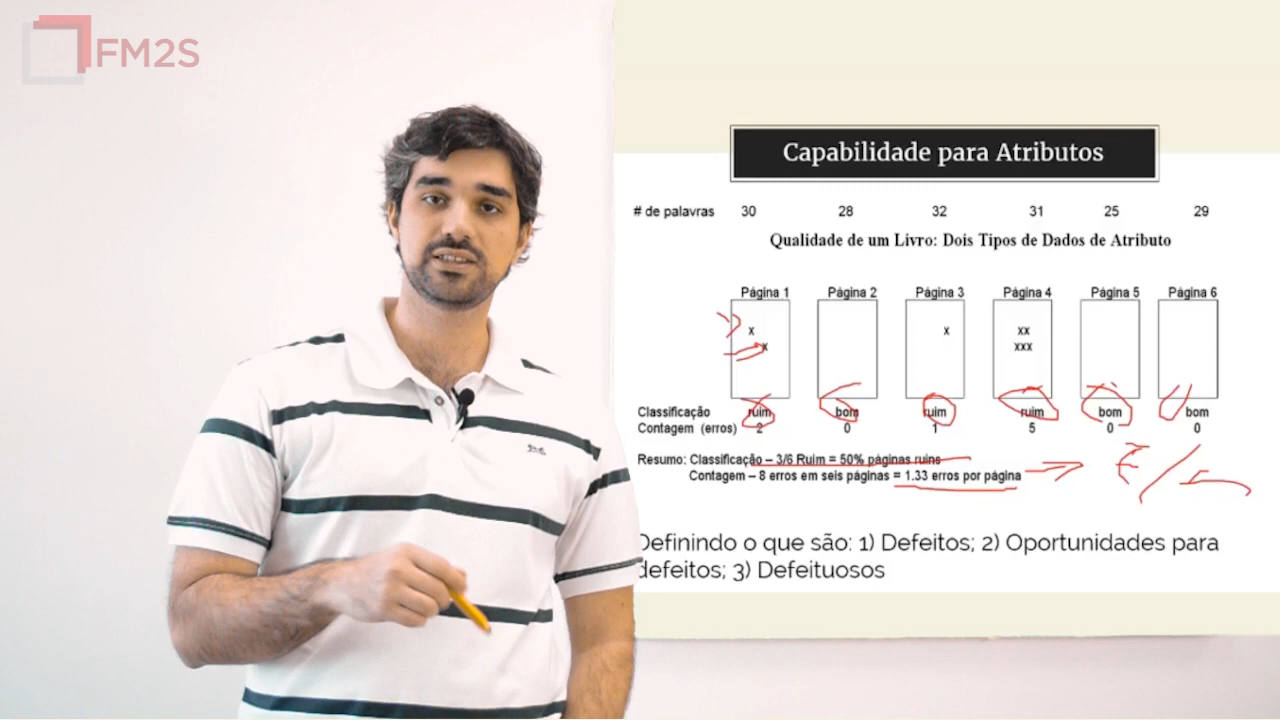 FM2S
Capabilidade para Atributos
# de palavras 30 28 32 31 25 29
Qualidade de um Livro: Dois Tipos de Dados de Atributo
Página 1 Página 2 Página 3 Página 4 Página 5 Página 6
x x xx
x xxx
Classificação ruim bom ruim ruim bom bom
Contagem (erros) 2 0 1 5 0 0
Resumo: Classificação – 3/6 Ruim = 50% páginas ruins
Contagem – 8 erros em seis páginas = 1.33 erros por página
Definindo o que são: 1) Defeitos; 2) Oportunidades para
defeitos; 3) Defeituosos